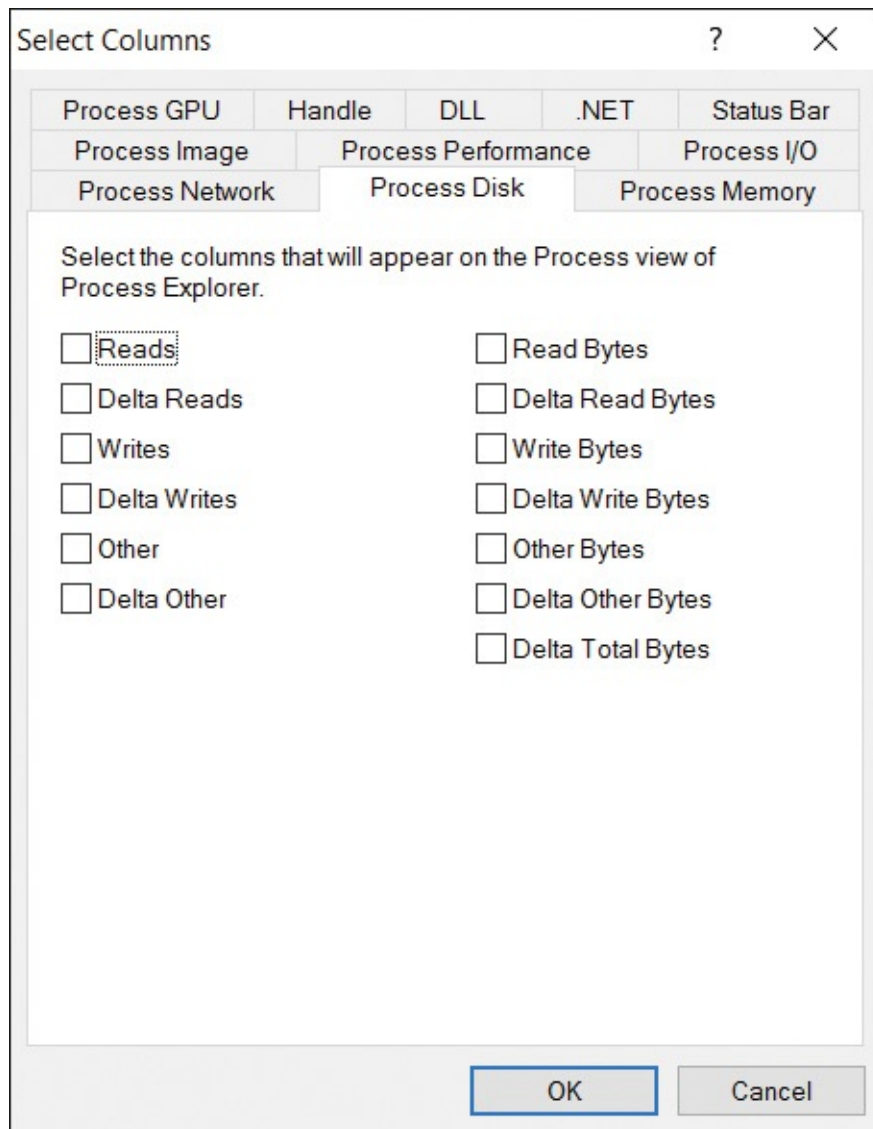 Select Columns ?
Process GPU Handle DLL .NET Status Bar
Process Image Process Performance Process I/O
Process Network Process Disk Process Memory
Select the columns that will appear on the Process view of
Process Explorer.
Reads Read Bytes
Delta Reads Delta Read Bytes
Writes Write Bytes
Delta Writes Delta Write Bytes
Other Other Bytes
Delta Other Delta Other Bytes
Delta Total Bytes
OK Cancel